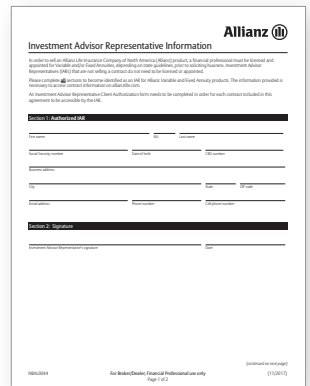 Allianz
Investment Advisor Representative Information
In order to sell an Allianz Life Insurance Company of North America (Allianz) product, a financial professional must be licensed and
appointed for Variable and/or Fixed Annuities, depending on state guidelines, prior to soliciting business. Investment Advisor
Representatives (IARs) that are not selling a contract do not need to be licensed or appointed.
Please complete all sections to become identified as an IAR for Allianz Variable and Fixed Annuity products. The information provided is
necessary to access contract information on allianzlife.com.
An Investment Advisor Representative Client Authorization form needs to be completed in order for each contract included in this
agreement to be accessible by the IAR.
Section 1: Authorized IAR
First name M.I. Last name
Social Security number Date of birth CRD number
Business address
City State ZIP code
Email address Phone number Cell phone number
Section 2: Signature
Investment Advisor Representative's signature Date
(continued on next page)
For Broker/Dealer, Financial Professional use only (11/2017)
Page 1 of 2